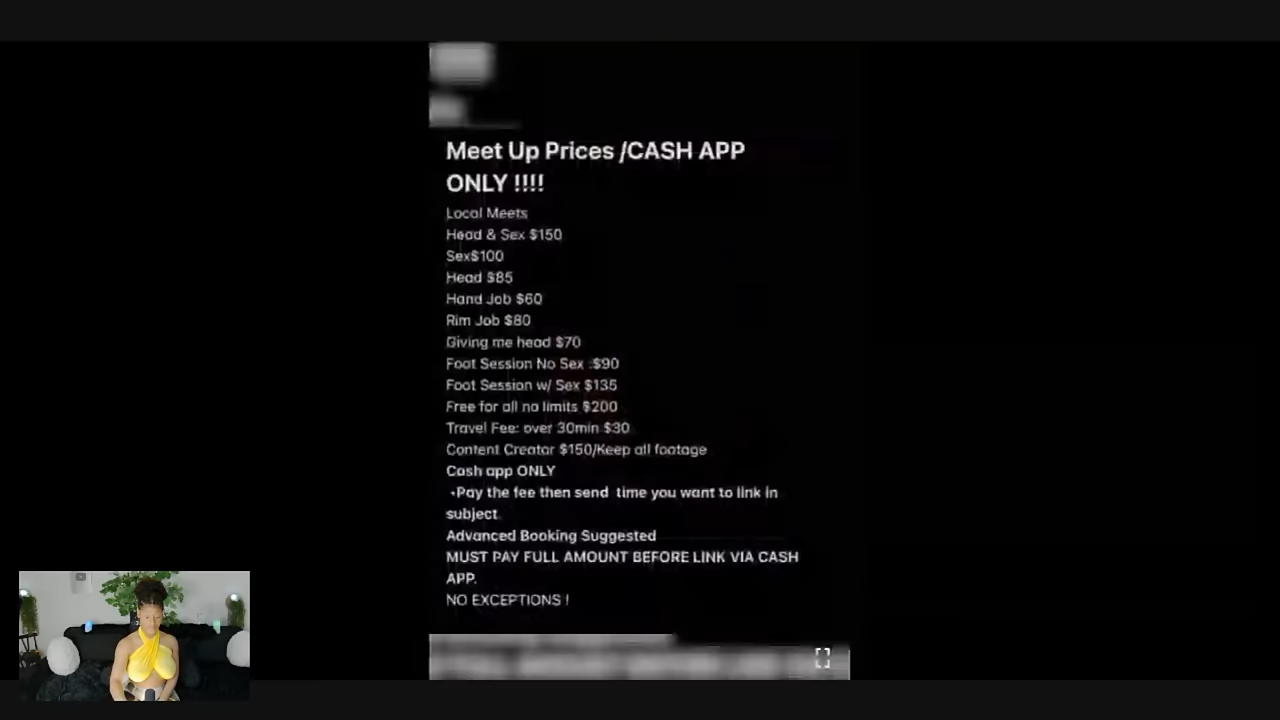 Meet Up Prices /CASH APP
ONLY !!!!
Local Meets
Head & Sex $150
Sex$100
Head $85
Hand Job $60
Rim Job $80
Giving me head $70
Foot Session No Sex :$90
Foot Session w/ Sex $135
Free for all no limits $200
Travel Fee: over 30min $30
Content Creator $150/Keep all footage
Cash app ONLY
•Pay the fee then send time you want to link in
subject.
Advanced Booking Suggested
MUST PAY FULL AMOUNT BEFORE LINK VIA CASH
APP.
NO EXCEPTIONS !